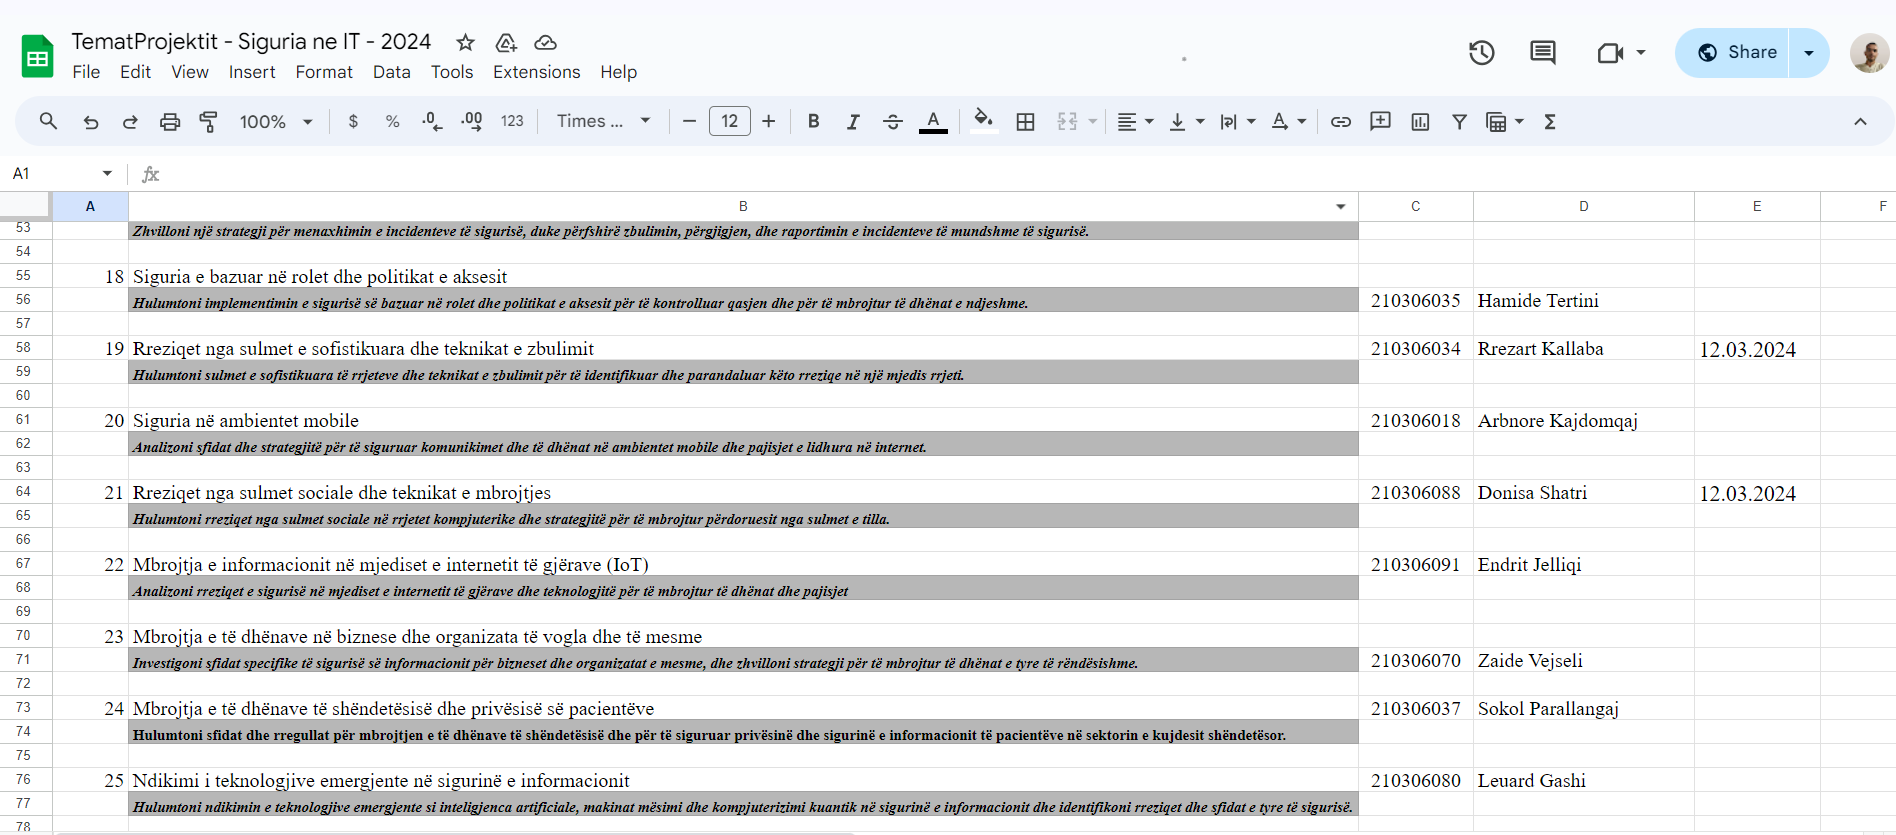 TematProjektit - Siguria ne IT - 2024
File Edit View Insert Format Data Tools Extensions Help
Share
100% $ % .0 .00 123 Times ... 12 B I A
A1 fx
A B C D E F
53 Zhvilloni një strategji për menaxhimin e incidenteve të sigurisë, duke përfshirë zbulimin, përgjigjen, dhe raportimin e incidenteve të mundshme të sigurisë.
54
55 18 Siguria e bazuar në rolet dhe politikat e aksesit
56 Hulumtoni implementimin e sigurisë së bazuar në rolet dhe politikat e aksesit për të kontrolluar qasjen dhe për të mbrojtur të dhënat e ndjeshme. 210306035 Hamide Tertini
57
58 19 Rreziqet nga sulmet e sofistikuara dhe teknikat e zbulimit 210306034 Rrezart Kallaba 12.03.2024
59 Hulumtoni sulmet e sofistikuara të rrjeteve dhe teknikat e zbulimit për të identifikuar dhe parandaluar këto rreziqe në një mjedis rrjeti.
60
61 20 Siguria në ambientet mobile 210306018 Arbnore Kajdomqaj
62 Analizoni sfidat dhe strategjitë për të siguruar komunikimet dhe të dhënat në ambientet mobile dhe pajisjet e lidhura në internet.
63
64 21 Rreziqet nga sulmet sociale dhe teknikat e mbrojtjes 210306088 Donisa Shatri 12.03.2024
65 Hulumtoni rreziqet nga sulmet sociale në rrjetet kompjuterike dhe strategjitë për të mbrojtur përdoruesit nga sulmet e tilla.
66
67 22 Mbrojtja e informacionit në mjediset e internetit të gjërave (IoT) 210306091 Endrit Jelliqi
68 Analizoni rreziqet e sigurisë në mjediset e internetit të gjërave dhe teknologjitë për të mbrojtur të dhënat dhe pajisjet
69
70 23 Mbrojtja e të dhënave në biznese dhe organizata të vogla dhe të mesme
71 Investigoni sfidat specifike të sigurisë së informacionit për bizneset dhe organizatat e mesme, dhe zhvilloni strategji për të mbrojtur të dhënat e tyre të rëndësishme. 210306070 Zaide Vejseli
72
73 24 Mbrojtja e të dhënave të shëndetësisë dhe privësisë së pacientëve 210306037 Sokol Parallangaj
74 Hulumtoni sfidat dhe rregullat për mbrojtjen e të dhënave të shëndetësisë dhe për të siguruar privësinë dhe sigurinë e informacionit të pacientëve në sektorin e kujdesit shëndetësor.
75
76 25 Ndikimi i teknologjive emergjente në sigurinë e informacionit 210306080 Leuard Gashi
77 Hulumtoni ndikimin e teknologjive emergjente si inteligjenca artificiale, makinat mësimi dhe kompjuterizimi kuantik në sigurinë e informacionit dhe identifikoni rreziqet dhe sfidat e tyre të sigurisë.
78